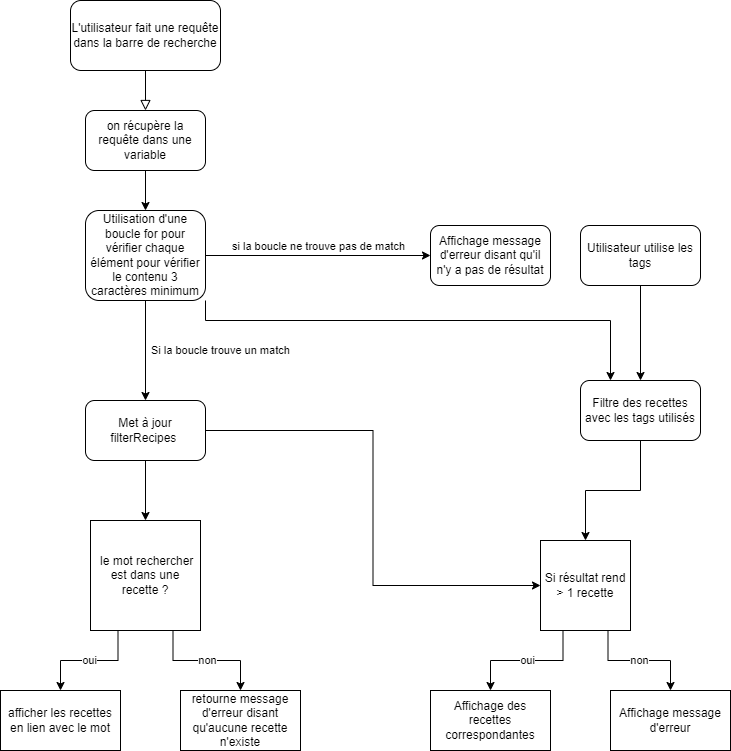 L'utilisateur fait une requête
dans la barre de recherche
on récupère la
requête dans une
variable
Utilisation d'une
boucle for pour
vérifier chaque
élément pour vérifier
le contenu 3
caractères minimum
si la boucle ne trouve pas de match
Affichage message
d'erreur disant qu'il
n'y a pas de résultat
Utilisateur utilise les
tags
Si la boucle trouve un match
Met à jour
filterRecipes
Filtre des recettes
avec les tags utilisés
le mot rechercher
est dans une
recette ?
Si résultat rend
> 1 recette
oui
non
oui
non
afficher les recettes
en lien avec le mot
retourne message
d'erreur disant
qu'aucune recette
n'existe
Affichage des
recettes
correspondantes
Affichage message
d'erreur